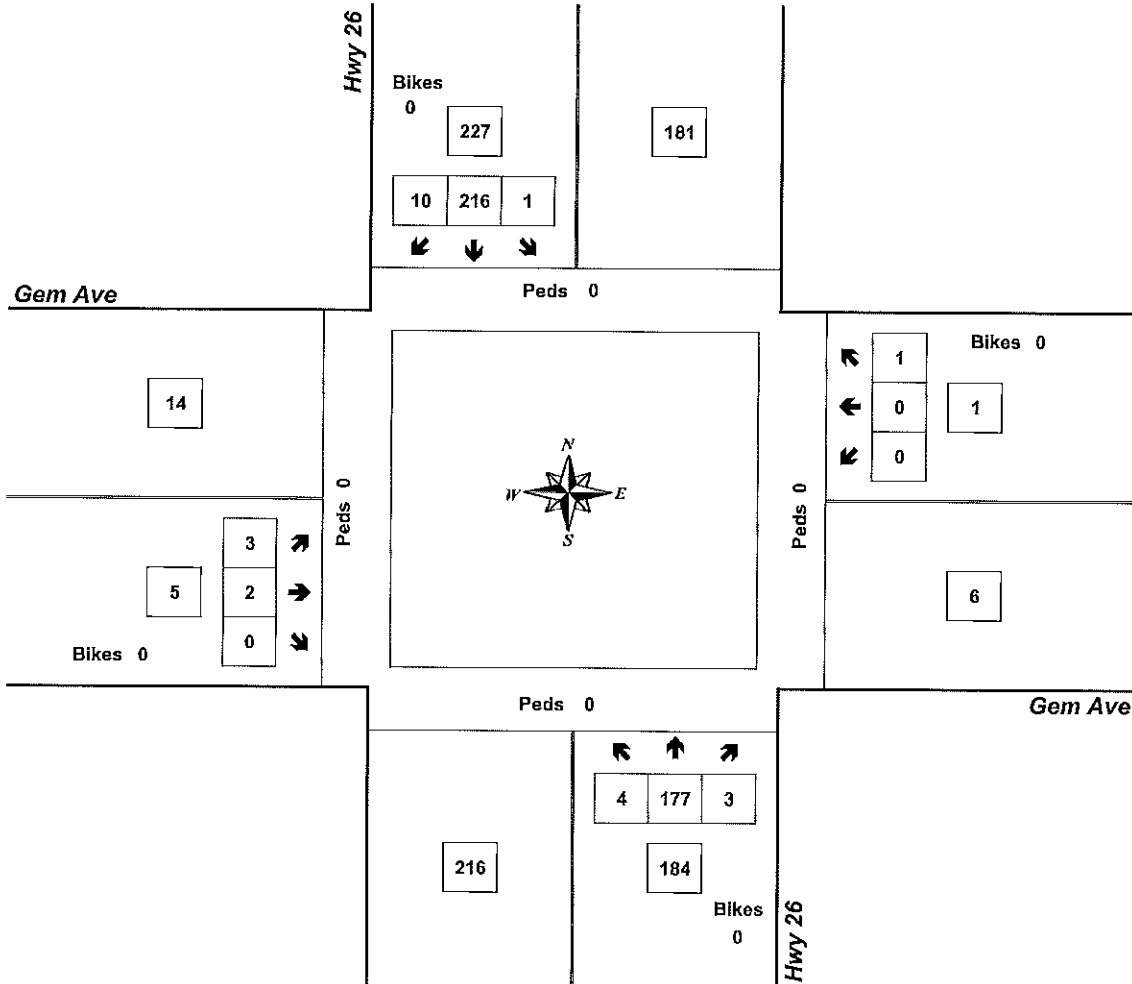 Hwy 26
Bikes
0
227
181
10 216 1
Peds 0
Gem Ave
Bikes 0
1
0
0
1
14
N
W E
S
Peds 0
Peds 0
3
2
0
5
Bikes 0
6
Peds 0
Gem Ave
4 177 3
216
184
Bikes
0
Hwy 26